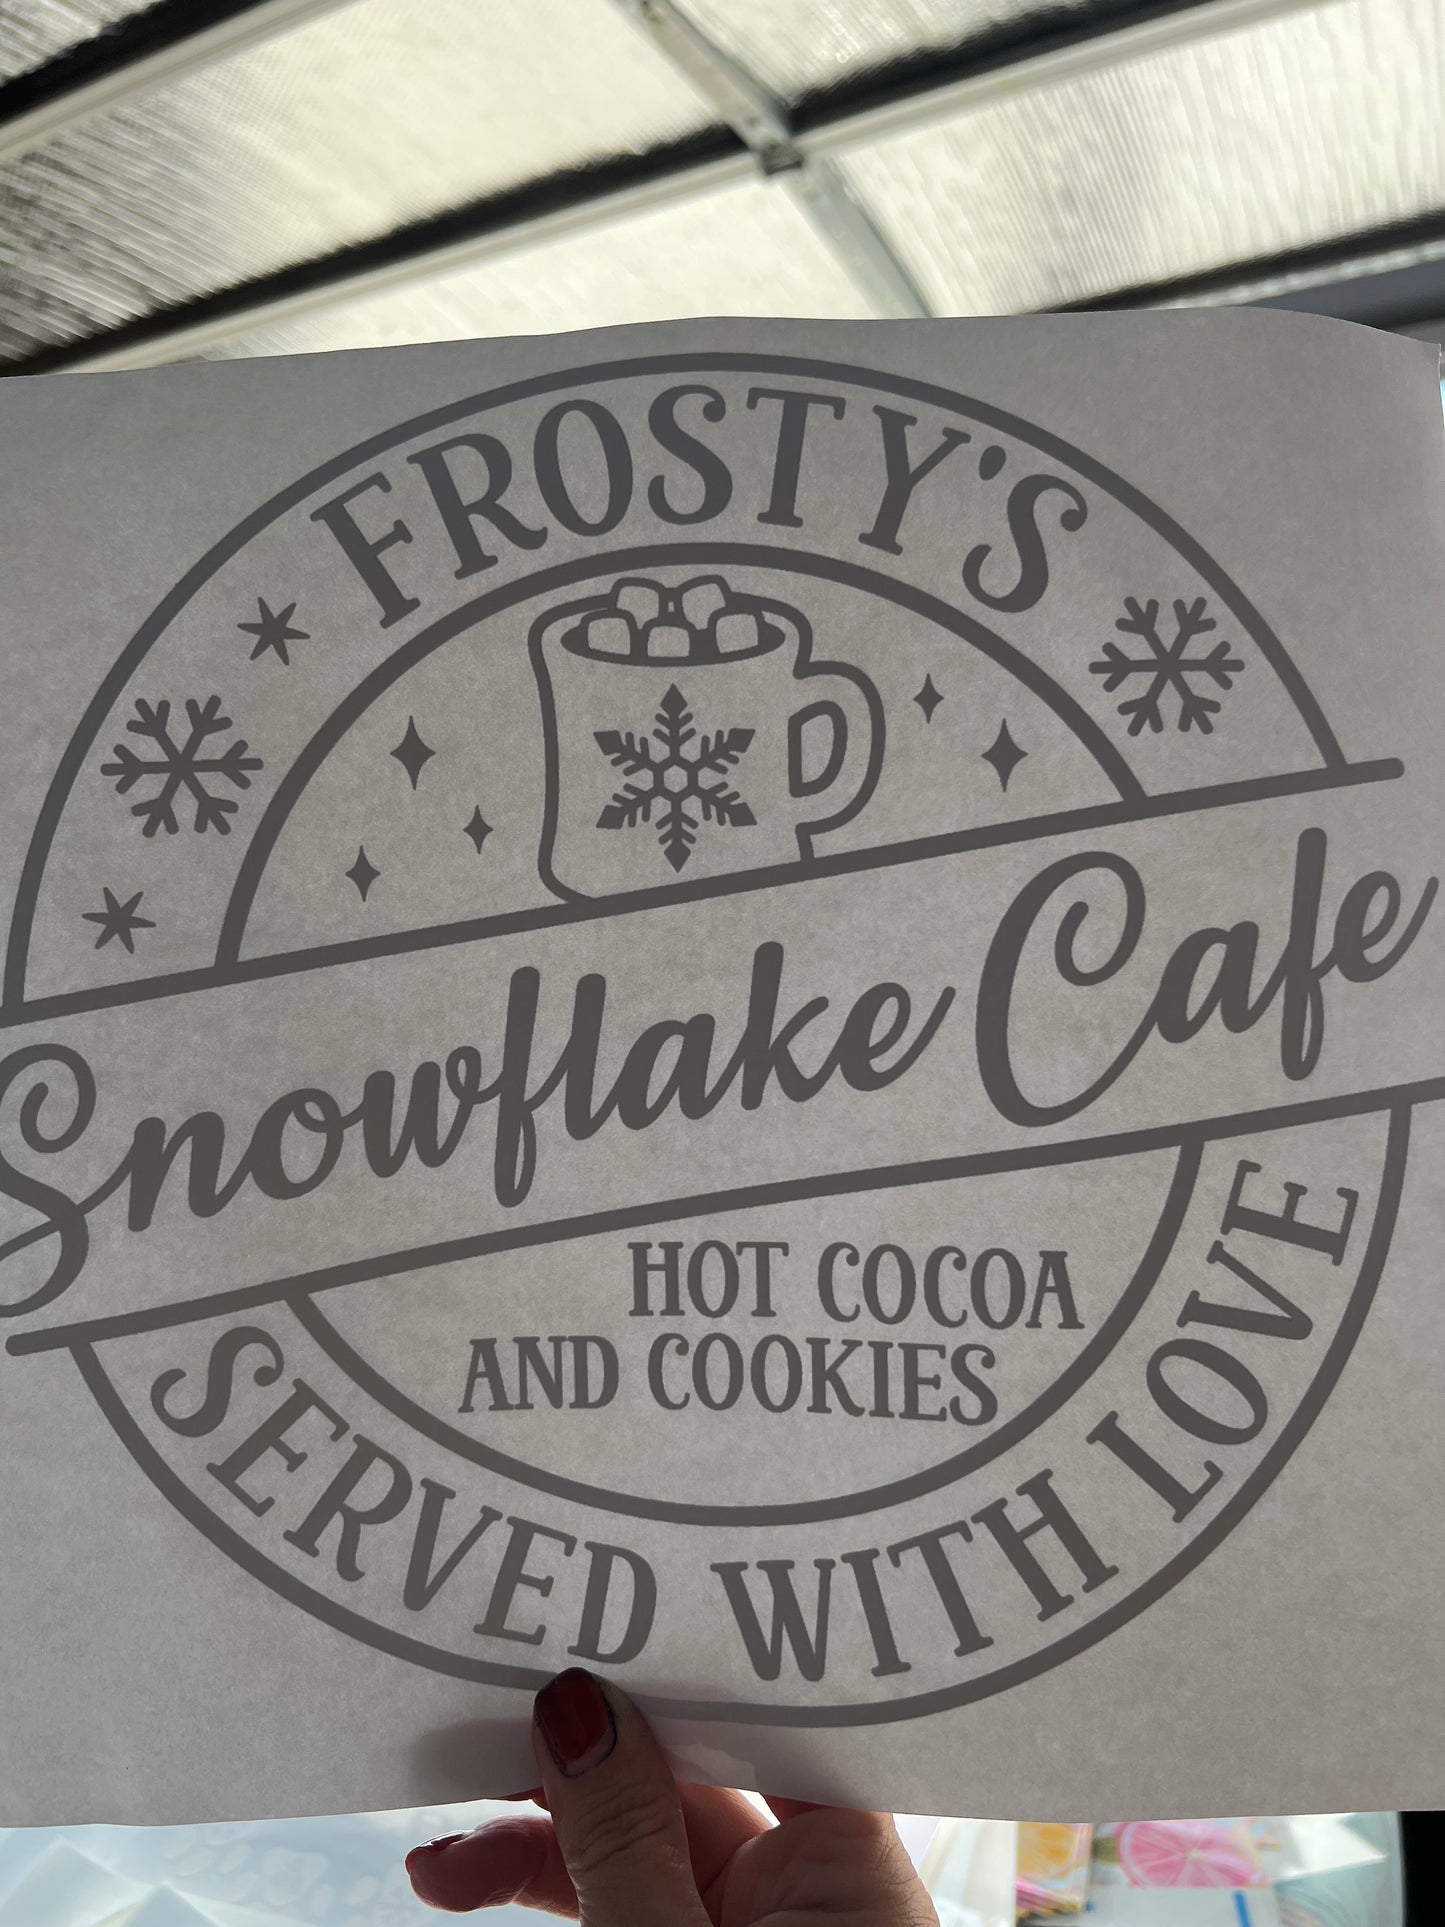 FROSTY'S
Snowflake Cafe
HOT COCOA
AND COOKIES
SERVED WITH LOVE